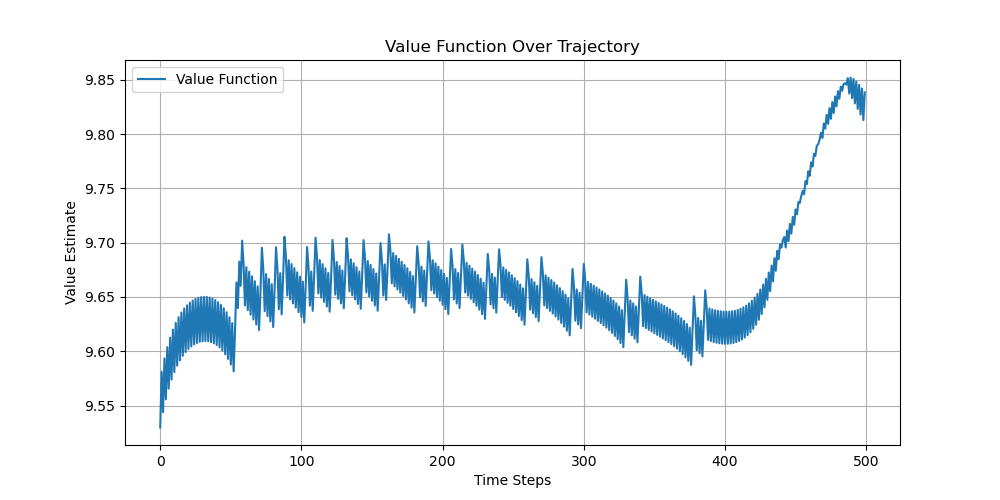 Value Function Over Trajectory
Value Function
Value Estimate
9.85
9.80
9.75
9.70
9.65
9.60
9.55
0 100 200 300 400 500
Time Steps